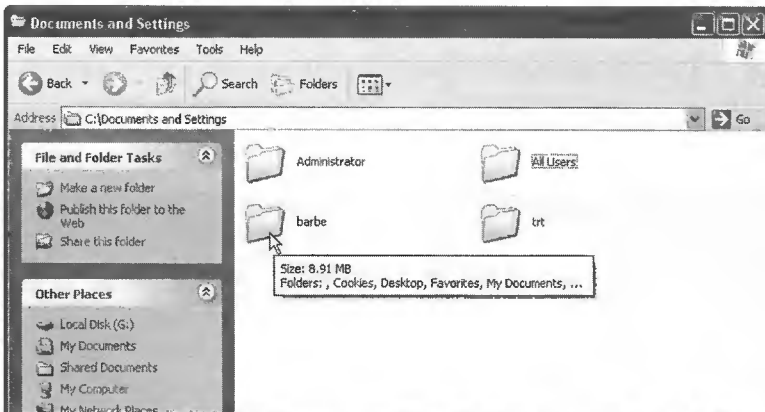 Documents and Settings
File Edit View Favorites Tools Help
Back Search Folders
Address C:\Documents and Settings Go
File and Folder Tasks
Make a new folder
Publish this folder to the
Web
Share this folder
Administrator
All Users
barbe
trt
Size: 8.91 MB
Folders: , Cookies, Desktop, Favorites, My Documents, ...
Other Places
Local Disk (G:)
My Documents
Shared Documents
My Computer
My Network Places